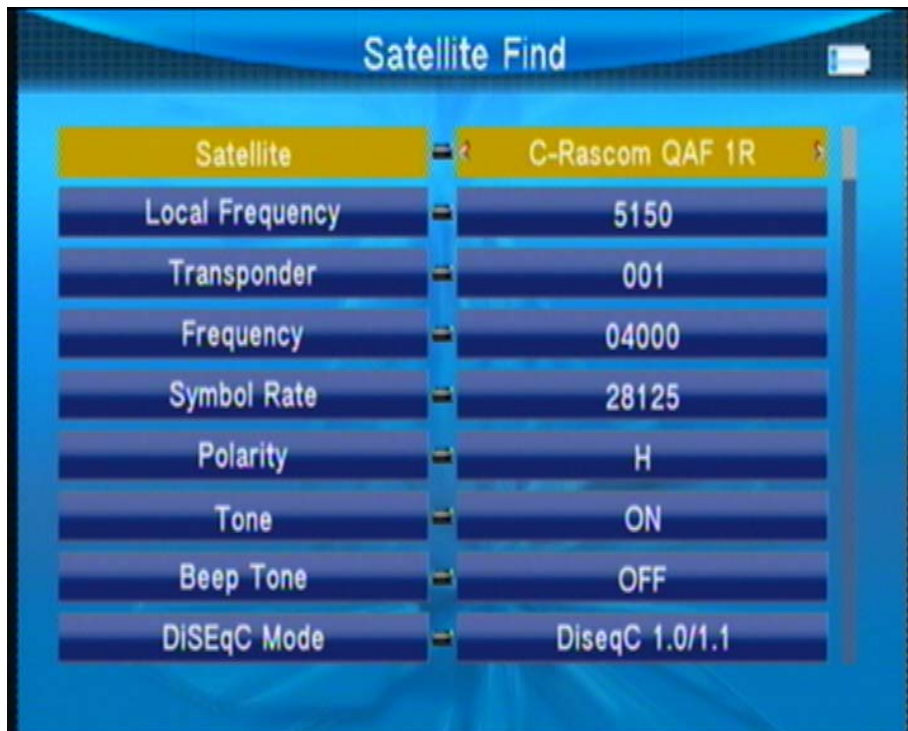 Satellite Find
Satellite C-Rascom QAF 1R
Local Frequency 5150
Transponder 001
Frequency 04000
Symbol Rate 28125
Polarity H
Tone ON
Beep Tone OFF
DiSEqC Mode DiseqC 1.0/1.1